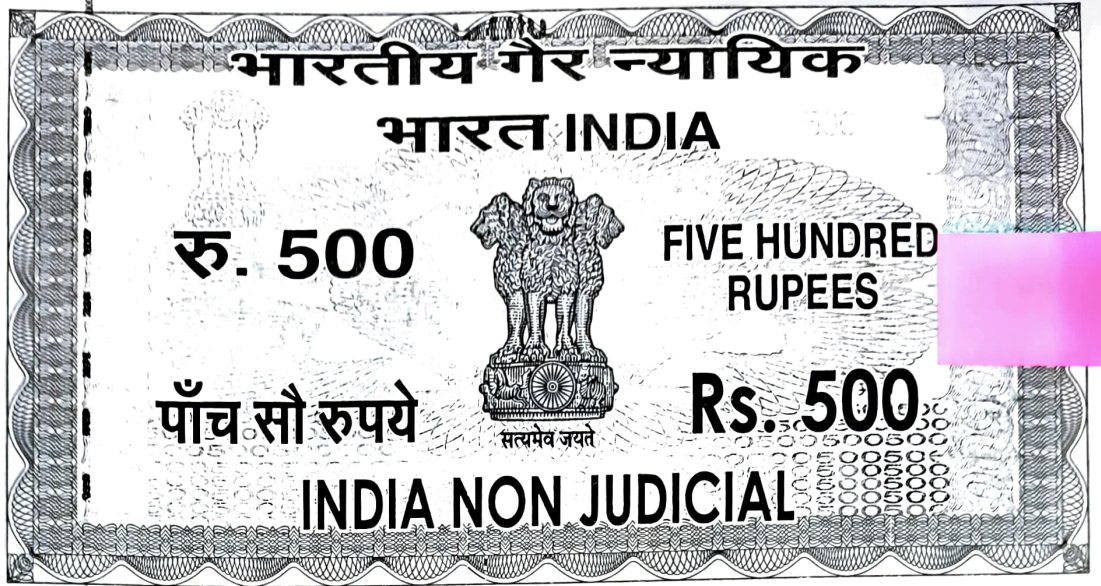 भारतीय गैर न्यायिक
भारत INDIA
रु. 500
FIVE HUNDRED
RUPEES
पाँच सौ रुपये
Rs. 500
सत्यमेव जयते
INDIA NON JUDICIAL